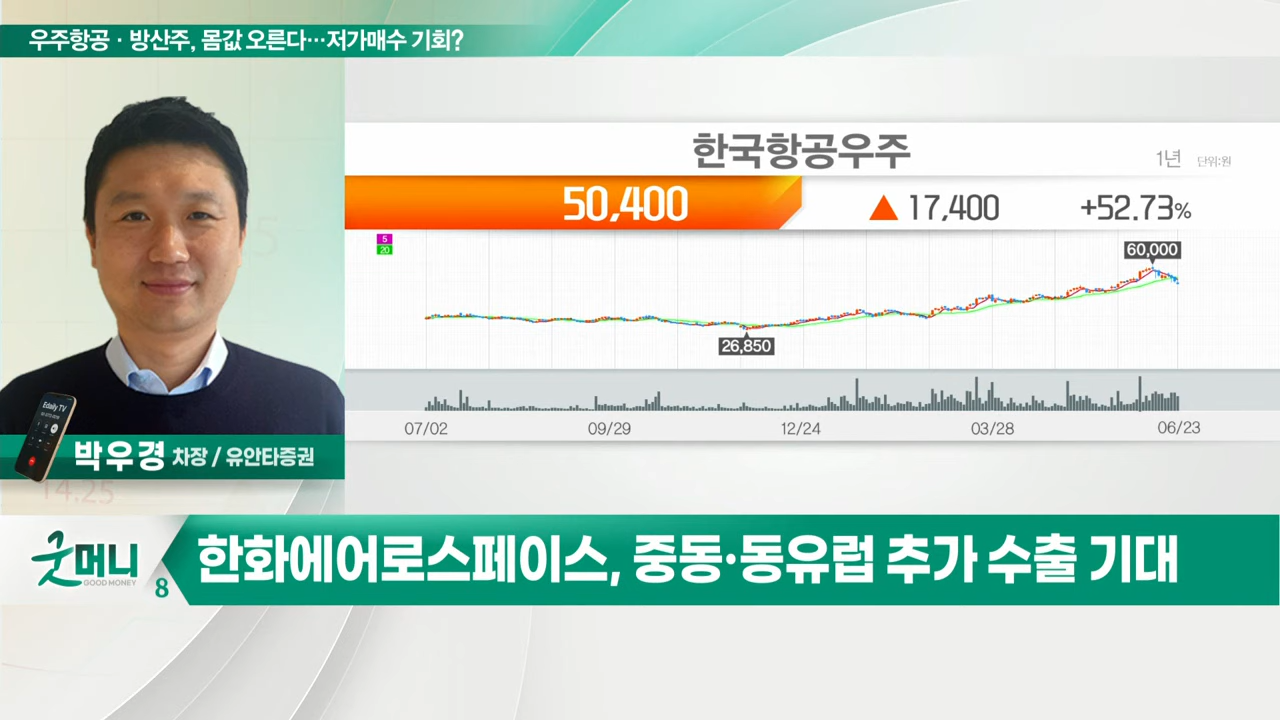 우주항공·방산주, 몸값 오른다…저가매수 기회?
한국항공우주
1년 단위:원
50,400 ▲ 17,400 +52.73%
5
20
60,000
26,850
07/02 09/29 12/24 03/28 06/23
Edaily TV
박우경 차장 / 유안타증권
14.25
굿머니
GOOD MONEY
8
한화에어로스페이스, 중동·동유럽 추가 수출 기대